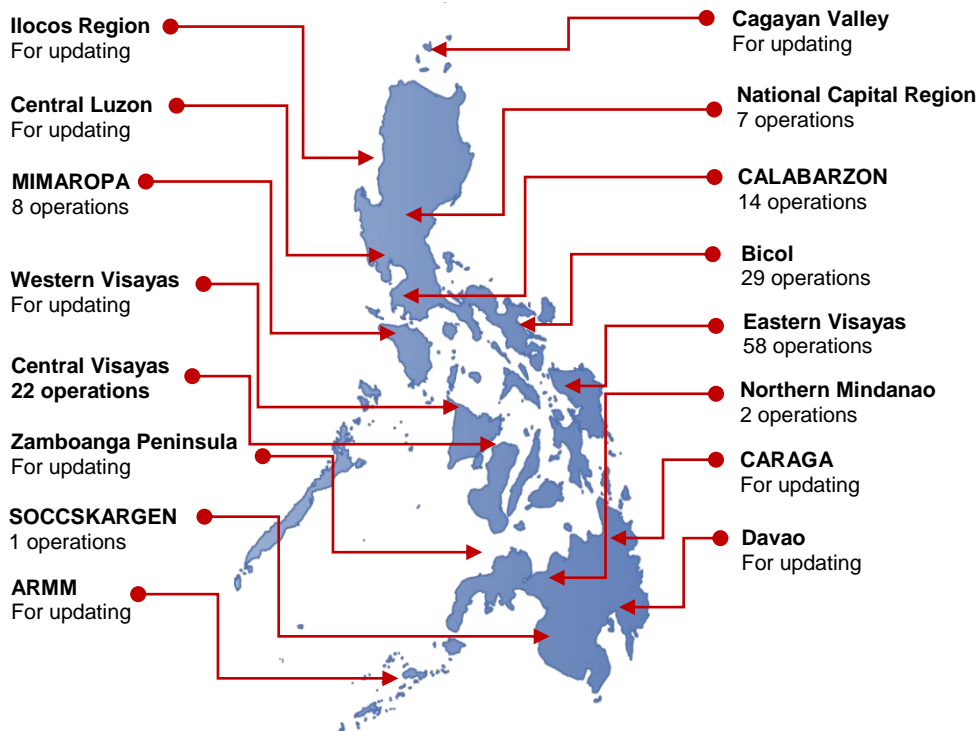 Ilocos Region
For updating
Central Luzon
For updating
MIMAROPA
8 operations
Western Visayas
For updating
Central Visayas
22 operations
Zamboanga Peninsula
For updating
SOCCSKARGEN
1 operations
ARMM
For updating
Cagayan Valley
For updating
National Capital Region
7 operations
CALABARZON
14 operations
Bicol
29 operations
Eastern Visayas
58 operations
Northern Mindanao
2 operations
CARAGA
For updating
Davao
For updating